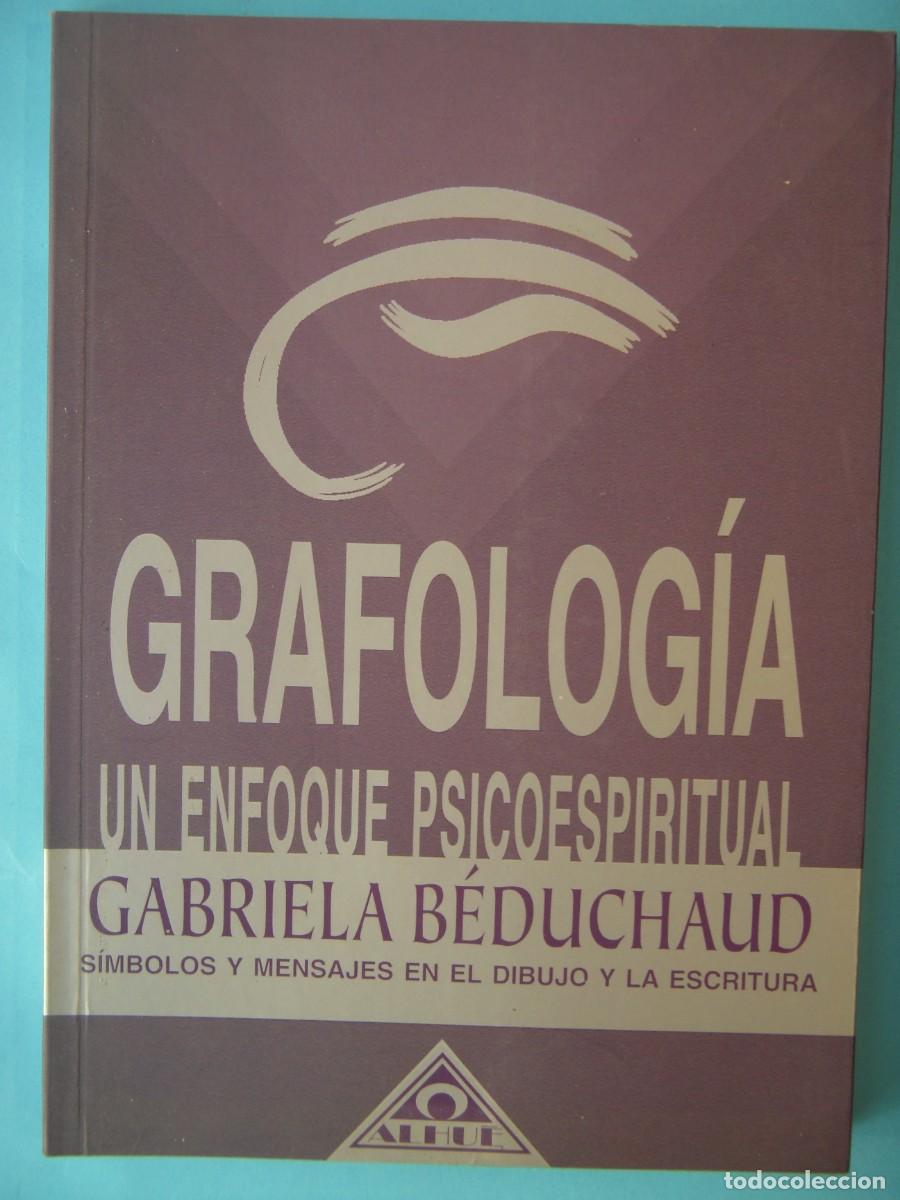 GRAFOLOGÍA
UN ENFOQUE PSICOESPIRITUAL
GABRIELA BÉDUCHAUD
SÍMBOLOS Y MENSAJES EN EL DIBUJO Y LA ESCRITURA
ALHUE
todocoleccion